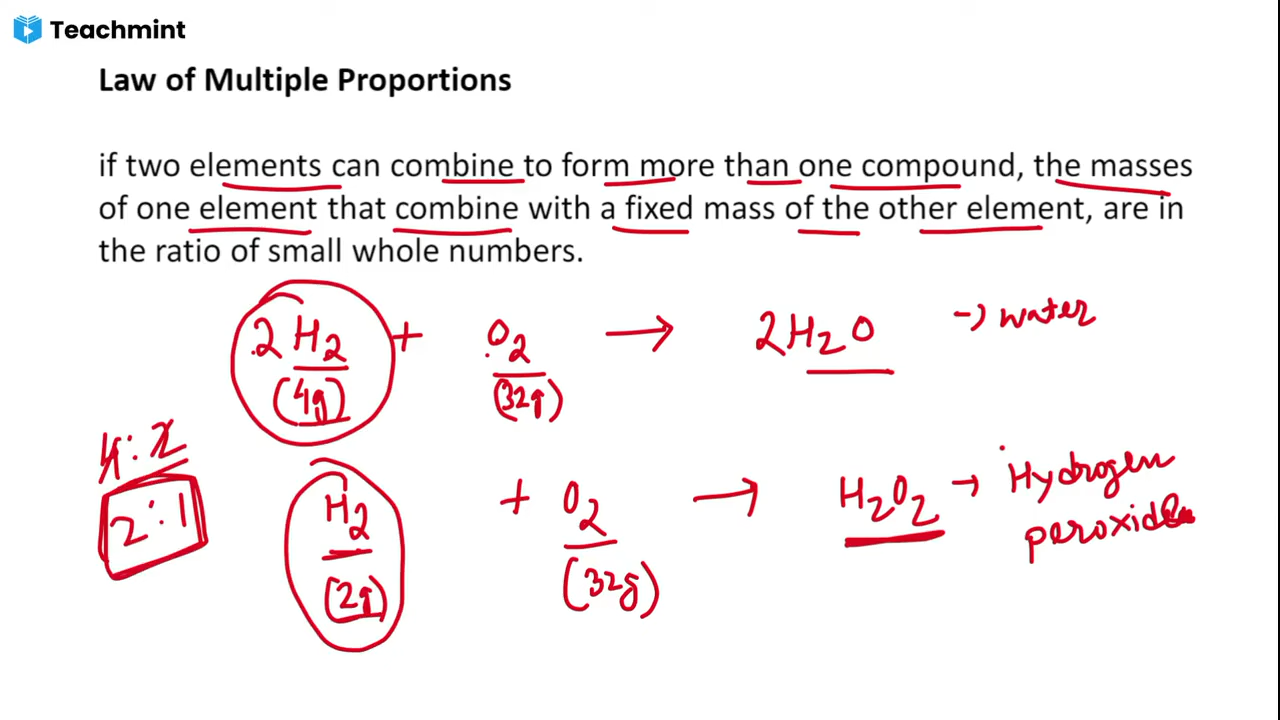 Teachmint
Law of Multiple Proportions
if two elements can combine to form more than one compound, the masses
of one element that combine with a fixed mass of the other element, are in
the ratio of small whole numbers.
2H₂ + O₂ → 2H₂O → water
(4g) (32g)
4:2
2:1
H₂ + O₂ → H₂O₂ → Hydrogen
peroxide
(2g) (32g)